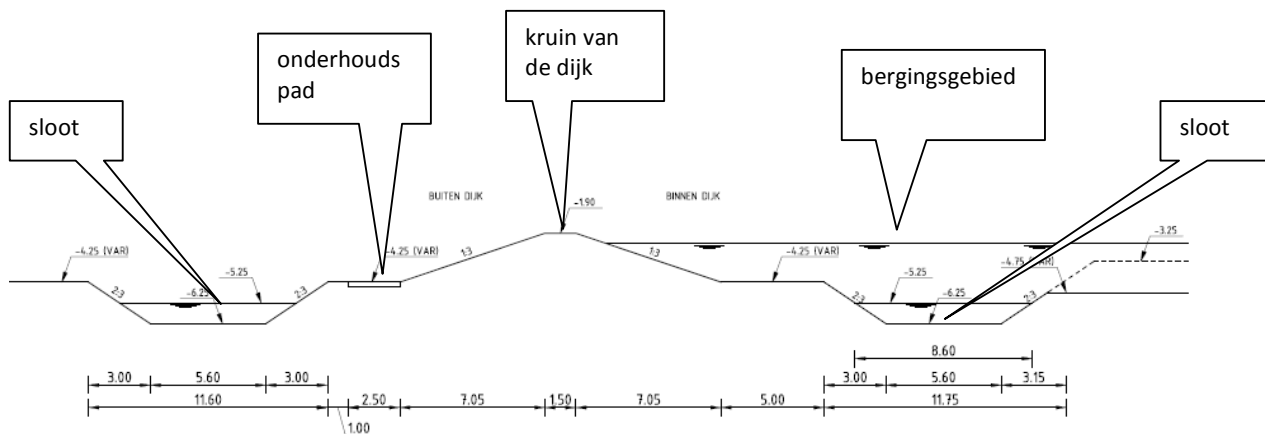 sloot
onderhouds
pad
kruin van
de dijk
bergingsgebied
sloot
BUITEN DIJK
BINNEN DIJK
-1.90
-4.25 (VAR)
-4.25 (VAR)
-4.25 (VAR)
-3.25
-4.75 (VAR)
-5.25
-6.25
-5.25
-6.25
2:3
2:3
1:3
1:3
2:3
2:3
8.60
3.00 5.60 3.00 2.50 7.05 1.50 7.05 5.00 3.00 5.60 3.15
11.60 11.75
1.00